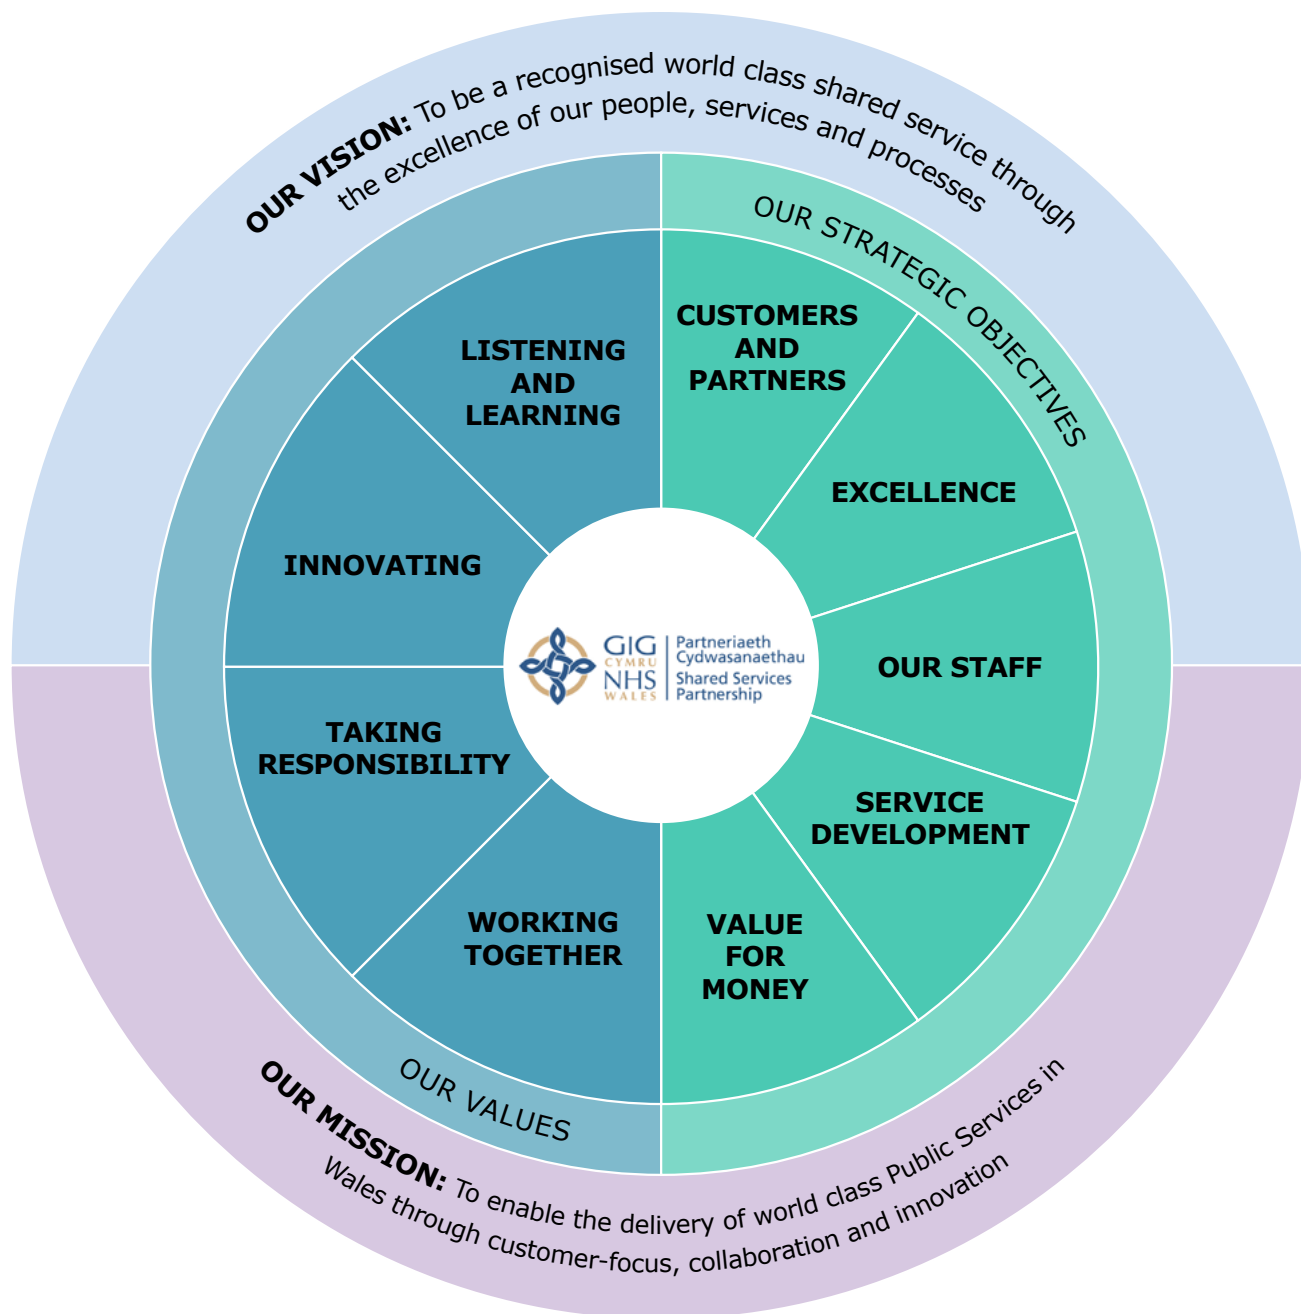 OUR VISION: To be a recognised world class shared service through
the excellence of our people, services and processes
OUR STRATEGIC OBJECTIVES
CUSTOMERS
AND
PARTNERS
EXCELLENCE
OUR STAFF
SERVICE
DEVELOPMENT
VALUE
FOR
MONEY
LISTENING
AND
LEARNING
INNOVATING
TAKING
RESPONSIBILITY
WORKING
TOGETHER
OUR VALUES
GIG
CYMRU
NHS
WALES
Partneriaeth
Cydwasanaethau
Shared Services
Partnership
OUR MISSION: To enable the delivery of world class Public Services in
Wales through customer-focus, collaboration and innovation